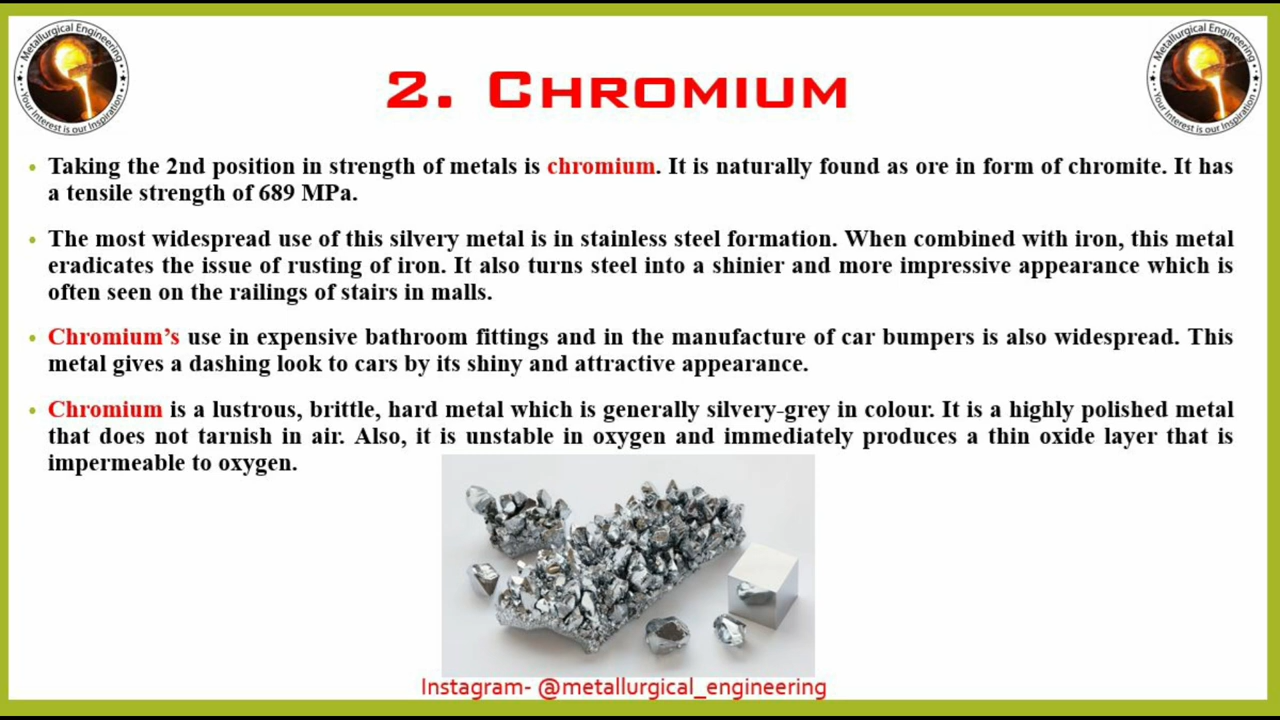 Metallurgical Engineering
Your Interest is our Inspiration
Metallurgical Engineering
Your Interest is our Inspiration
2. CHROMIUM
• Taking the 2nd position in strength of metals is chromium. It is naturally found as ore in form of chromite. It has
a tensile strength of 689 MPa.
• The most widespread use of this silvery metal is in stainless steel formation. When combined with iron, this metal
eradicates the issue of rusting of iron. It also turns steel into a shinier and more impressive appearance which is
often seen on the railings of stairs in malls.
• Chromium’s use in expensive bathroom fittings and in the manufacture of car bumpers is also widespread. This
metal gives a dashing look to cars by its shiny and attractive appearance.
• Chromium is a lustrous, brittle, hard metal which is generally silvery-grey in colour. It is a highly polished metal
that does not tarnish in air. Also, it is unstable in oxygen and immediately produces a thin oxide layer that is
impermeable to oxygen.
Instagram- @metallurgical_engineering